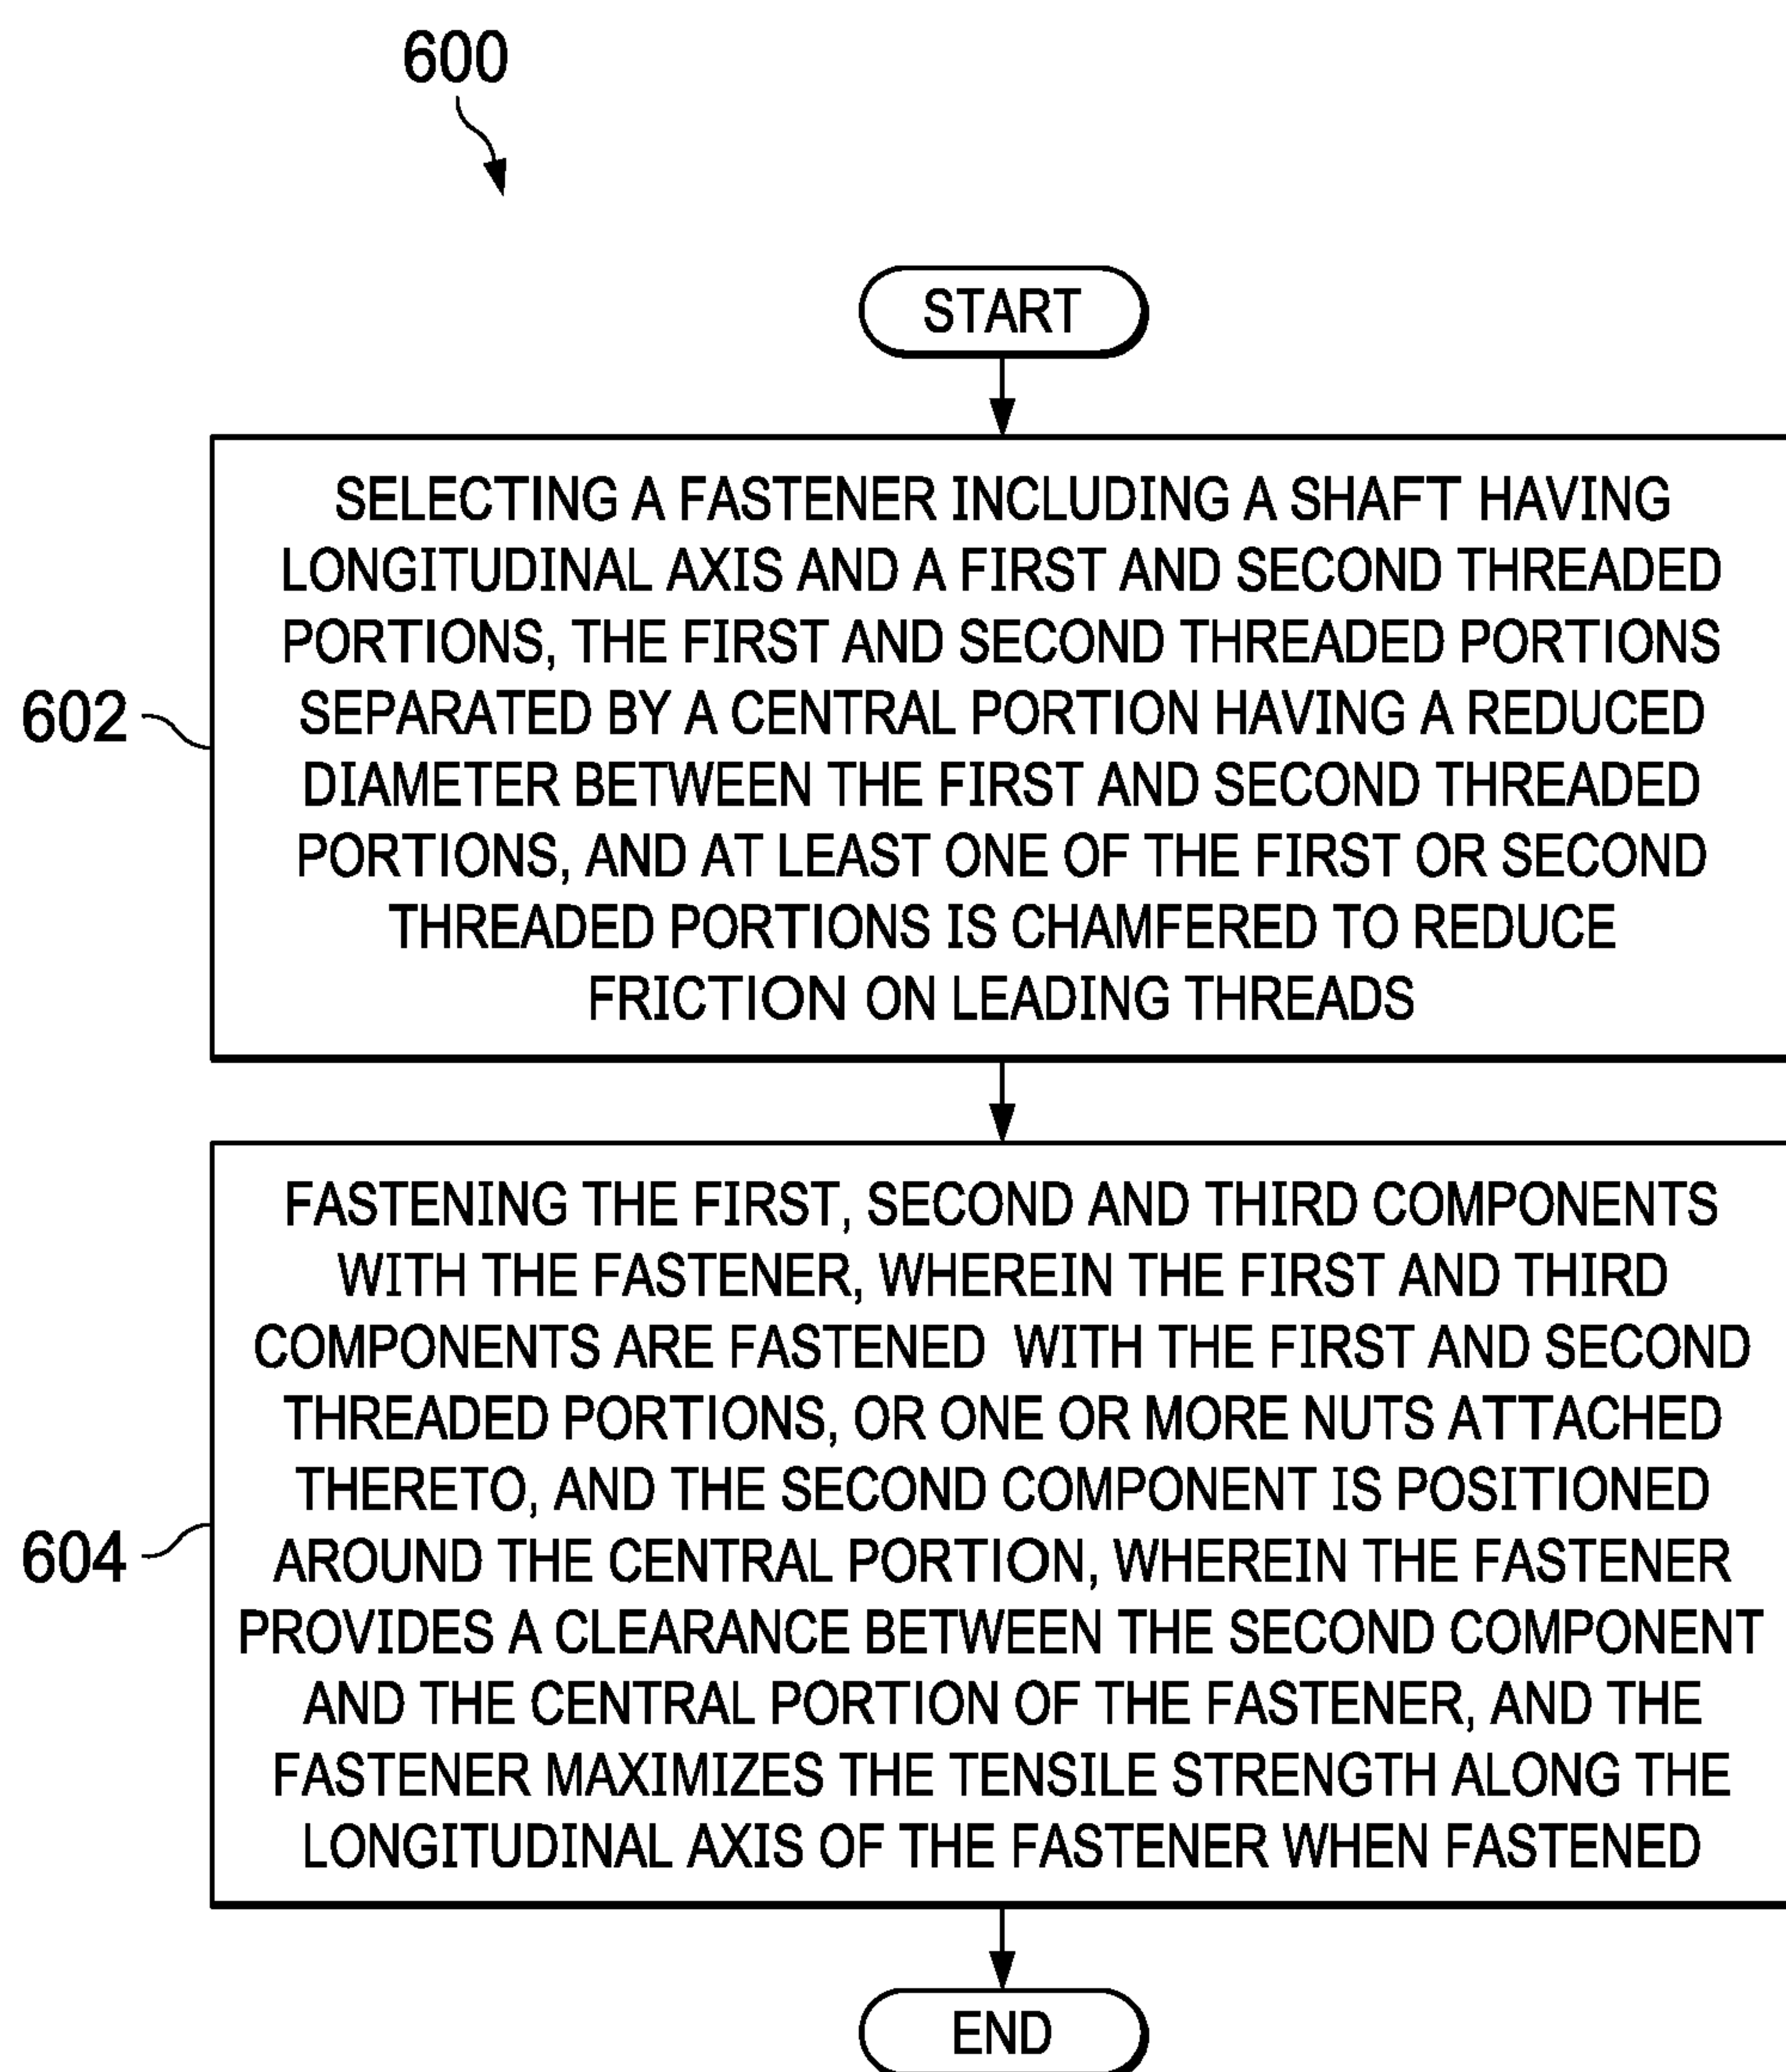 600
START
SELECTING A FASTENER INCLUDING A SHAFT HAVING
LONGITUDINAL AXIS AND A FIRST AND SECOND THREADED
PORTIONS, THE FIRST AND SECOND THREADED PORTIONS
SEPARATED BY A CENTRAL PORTION HAVING A REDUCED
DIAMETER BETWEEN THE FIRST AND SECOND THREADED
PORTIONS, AND AT LEAST ONE OF THE FIRST OR SECOND
THREADED PORTIONS IS CHAMFERED TO REDUCE
FRICTION ON LEADING THREADS
602
FASTENING THE FIRST, SECOND AND THIRD COMPONENTS
WITH THE FASTENER, WHEREIN THE FIRST AND THIRD
COMPONENTS ARE FASTENED WITH THE FIRST AND SECOND
THREADED PORTIONS, OR ONE OR MORE NUTS ATTACHED
THERETO, AND THE SECOND COMPONENT IS POSITIONED
AROUND THE CENTRAL PORTION, WHEREIN THE FASTENER
PROVIDES A CLEARANCE BETWEEN THE SECOND COMPONENT
AND THE CENTRAL PORTION OF THE FASTENER, AND THE
FASTENER MAXIMIZES THE TENSILE STRENGTH ALONG THE
LONGITUDINAL AXIS OF THE FASTENER WHEN FASTENED
604
END